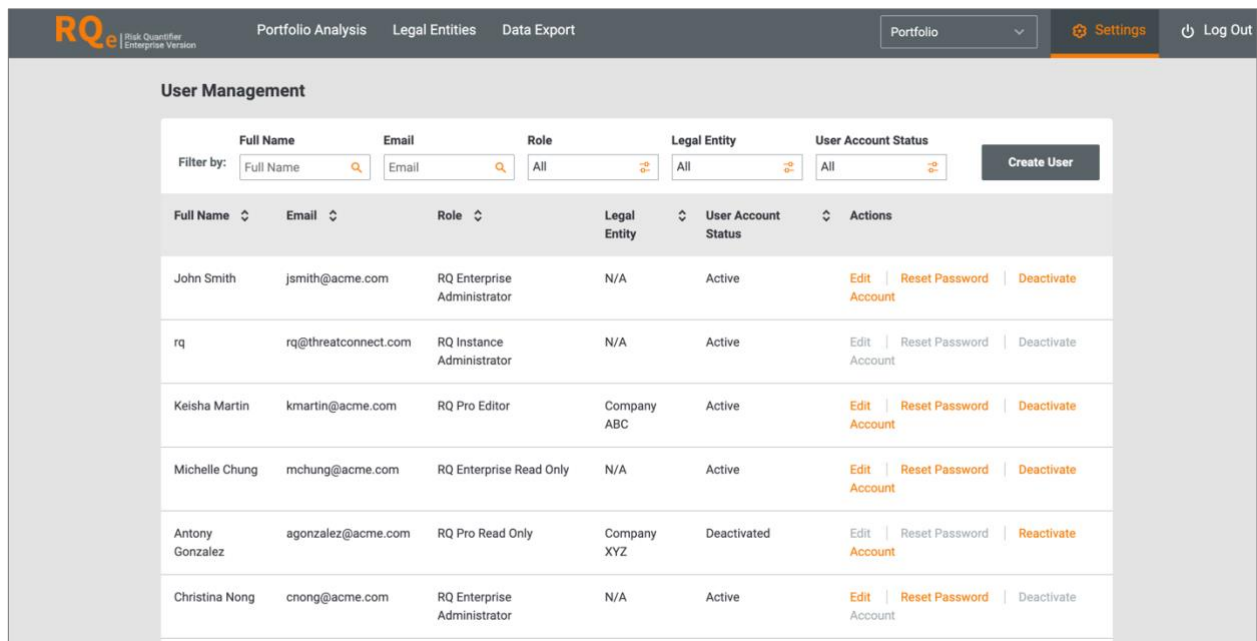 RQe | Risk Quantifier Enterprise Version
Portfolio Analysis Legal Entities Data Export Portfolio Settings Log Out
User Management
Full Name Email Role Legal Entity User Account Status
Filter by: Full Name Email All All All Create User
Full Name Email Role Legal User Account Actions
Entity Status
John Smith jsmith@acme.com RQ Enterprise N/A Active Edit | Reset Password | Deactivate
Administrator Account
rq rq@threatconnect.com RQ Instance N/A Active Edit | Reset Password | Deactivate
Administrator Account
Keisha Martin kmartin@acme.com RQ Pro Editor Company Active Edit | Reset Password | Deactivate
ABC Account
Michelle Chung mchung@acme.com RQ Enterprise Read Only N/A Active Edit | Reset Password | Deactivate
Account
Antony agonzalez@acme.com RQ Pro Read Only Company Deactivated Edit | Reset Password | Reactivate
Gonzalez XYZ Account
Christina Nong cnong@acme.com RQ Enterprise N/A Active Edit | Reset Password | Deactivate
Administrator Account